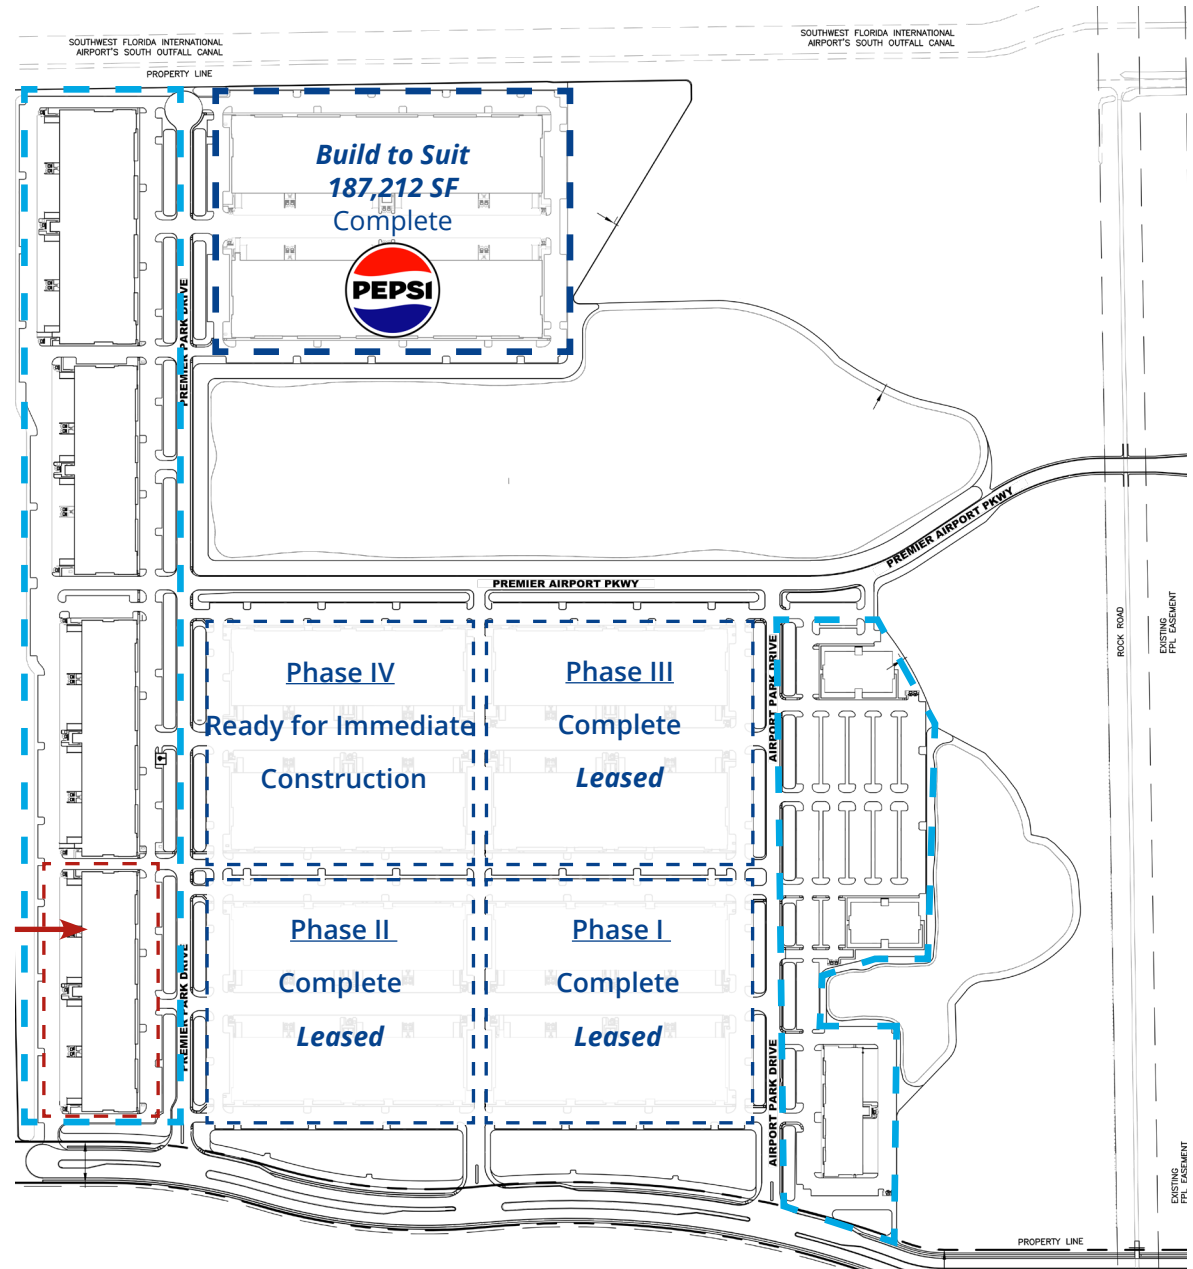 SOUTHWEST FLORIDA INTERNATIONAL
AIRPORT'S SOUTH OUTFALL CANAL
PROPERTY LINE
SOUTHWEST FLORIDA INTERNATIONAL
AIRPORT'S SOUTH OUTFALL CANAL
Build to Suit
187,212 SF
Complete
PEPSI
PREMIER PARK DRIVE
PREMIER AIRPORT PKWY
PREMIER AIRPORT PKWY
ROCK ROAD
EXISTING
FPL EASEMENT
Phase IV
Ready for Immediate
Construction
Phase III
Complete
Leased
AIRPORT PARK DRIVE
Phase II
Complete
Leased
Phase I
Complete
Leased
PREMIER PARK DRIVE
AIRPORT PARK DRIVE
EXISTING
FPL EASEMENT
PROPERTY LINE